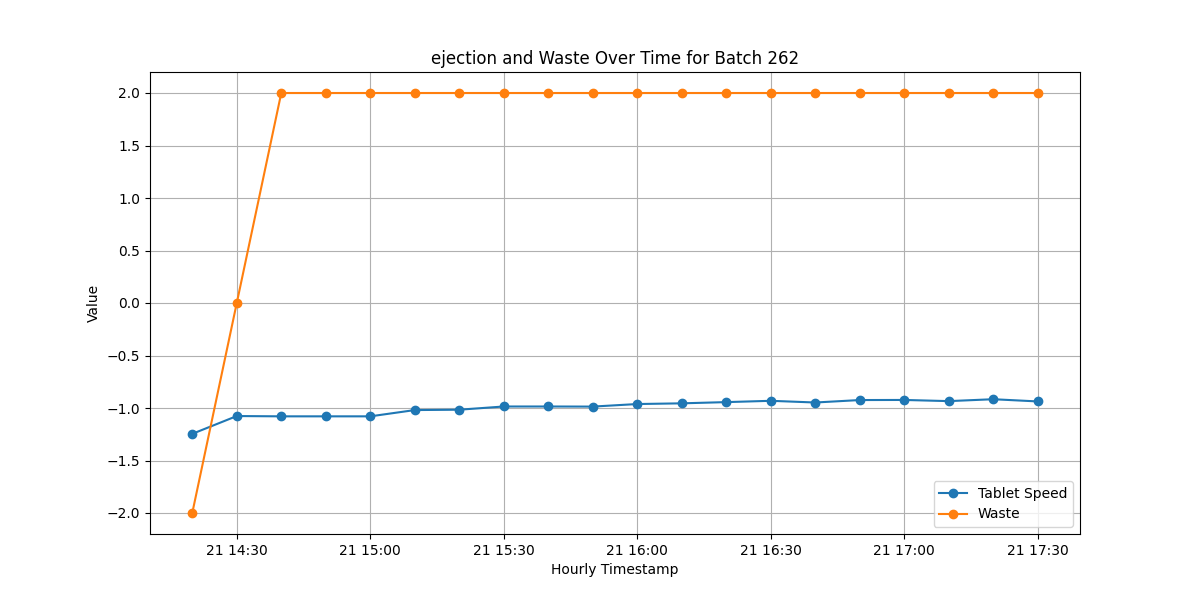 ejection and Waste Over Time for Batch 262
2.0
1.5
1.0
0.5
0.0
−0.5
−1.0
−1.5
−2.0
Value
Tablet Speed
Waste
21 14:30 21 15:00 21 15:30 21 16:00 21 16:30 21 17:00 21 17:30
Hourly Timestamp